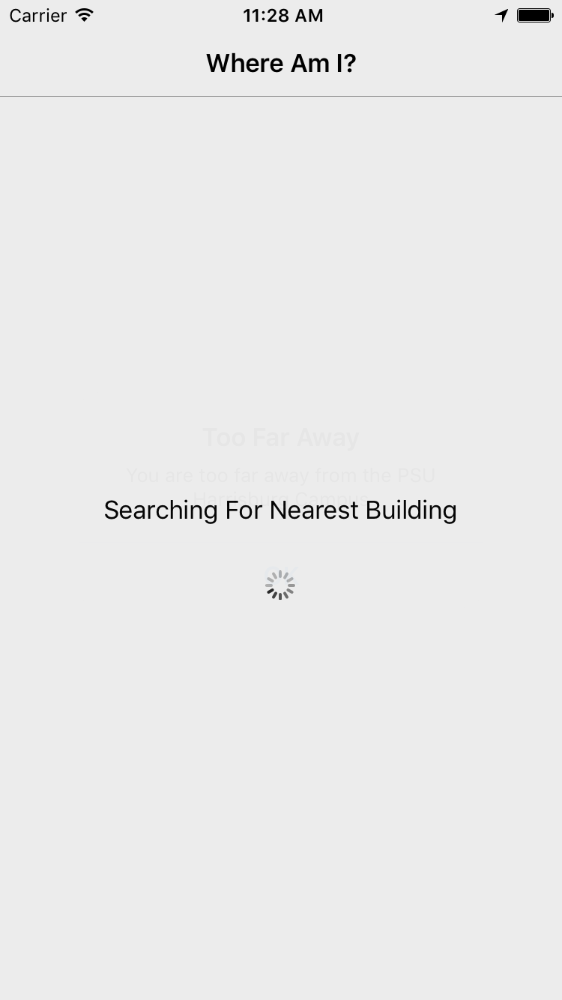 Carrier
11:28 AM
Where Am I?
Too Far Away
You are too far away from the PSU
Harrisburg Campus
Searching For Nearest Building